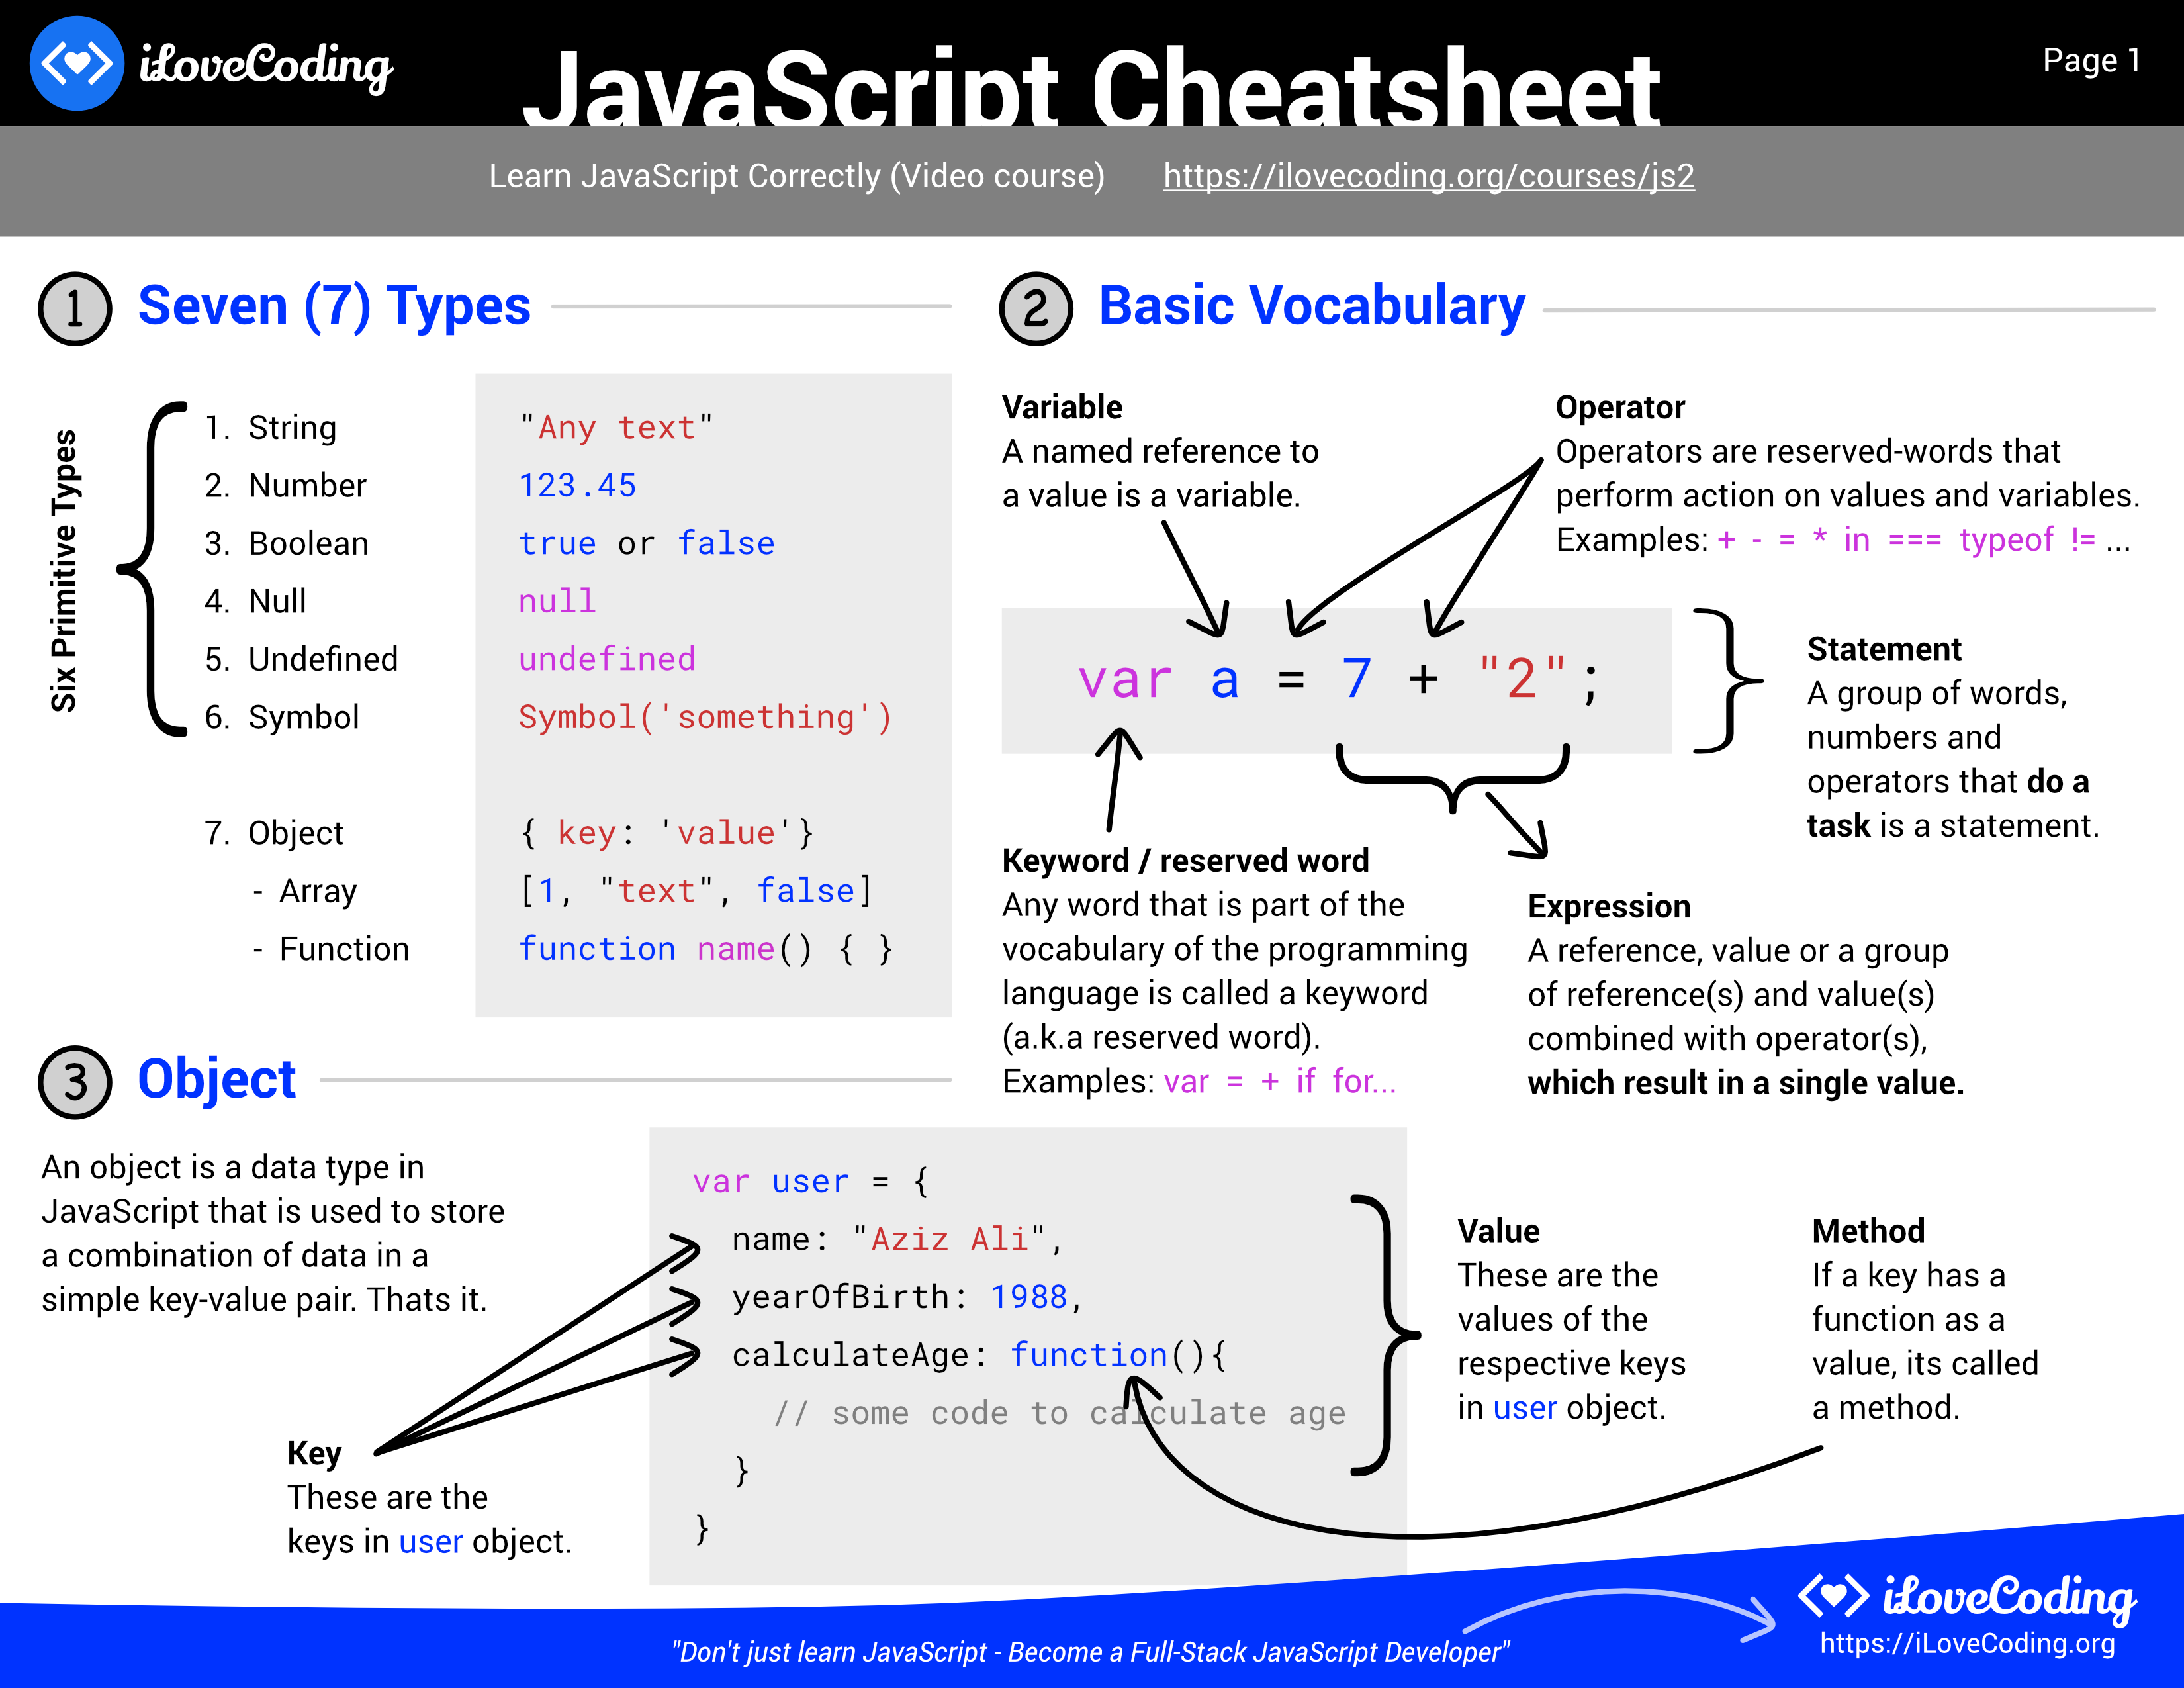 iLoveCoding
JavaScript Cheatsheet
Page 1
Learn JavaScript Correctly (Video course) https://ilovecoding.org/courses/js2
1 Seven (7) Types
Six Primitive Types
1. String "Any text"
2. Number 123.45
3. Boolean true or false
4. Null null
5. Undefined undefined
6. Symbol Symbol('something')
7. Object { key: 'value'}
- Array [1, "text", false]
- Function function name() { }
2 Basic Vocabulary
Variable
A named reference to
a value is a variable.
Operator
Operators are reserved-words that
perform action on values and variables.
Examples: + - = * in === typeof != ...
var a = 7 + "2";
Statement
A group of words,
numbers and
operators that do a
task is a statement.
Keyword / reserved word
Any word that is part of the
vocabulary of the programming
language is called a keyword
(a.k.a reserved word).
Examples: var = + if for...
Expression
A reference, value or a group
of reference(s) and value(s)
combined with operator(s),
which result in a single value.
3 Object
An object is a data type in
JavaScript that is used to store
a combination of data in a
simple key-value pair. Thats it.
Key
These are the
keys in user object.
var user = {
name: "Aziz Ali",
yearOfBirth: 1988,
calculateAge: function(){
// some code to calculate age
}
}
Value
These are the
values of the
respective keys
in user object.
Method
If a key has a
function as a
value, its called
a method.
"Don't just learn JavaScript - Become a Full-Stack JavaScript Developer"
iLoveCoding
https://iLoveCoding.org